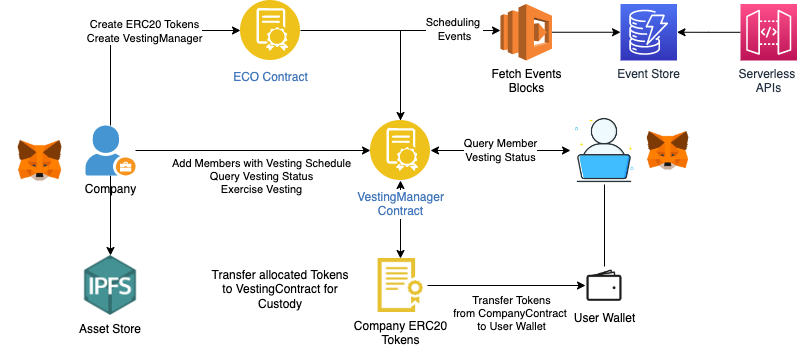 Create ERC20 Tokens
Create VestingManager
ECO Contract
Scheduling
Events
Fetch Events
Blocks
Event Store
Serverless
APIs
Company
Add Members with Vesting Schedule
Query Vesting Status
Exercise Vesting
VestingManager
Contract
Query Member
Vesting Status
IPFS
Asset Store
Transfer allocated Tokens
to VestingContract for
Custody
Company ERC20
Tokens
Transfer Tokens
from CompanyContract
to User Wallet
User Wallet